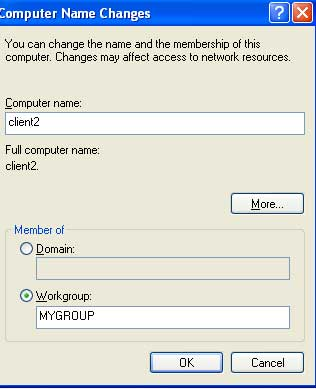 Computer Name Changes
You can change the name and the membership of this
computer. Changes may affect access to network resources.
Computer name:
client2
Full computer name:
client2.
More...
Member of
Domain:
Workgroup:
MYGROUP
OK Cancel